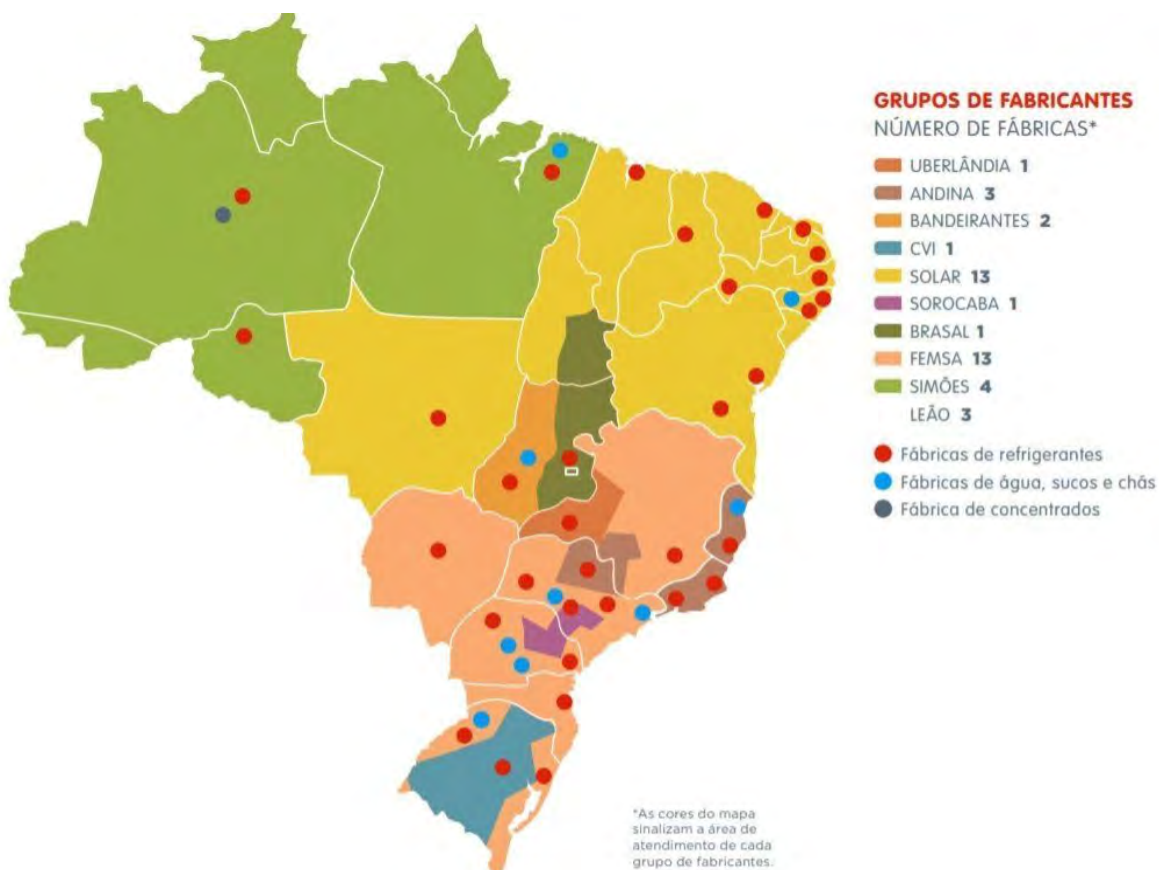 GRUPOS DE FABRICANTES
NÚMERO DE FÁBRICAS*
UBERLÂNDIA 1
ANDINA 3
BANDEIRANTES 2
CVI 1
SOLAR 13
SOROCABA 1
BRASAL 1
FEMSA 13
SIMÕES 4
LEÃO 3
Fábricas de refrigerantes
Fábricas de água, sucos e chás
Fábrica de concentrados
*As cores do mapa
sinalizam a área de
atendimento de cada
grupo de fabricantes.